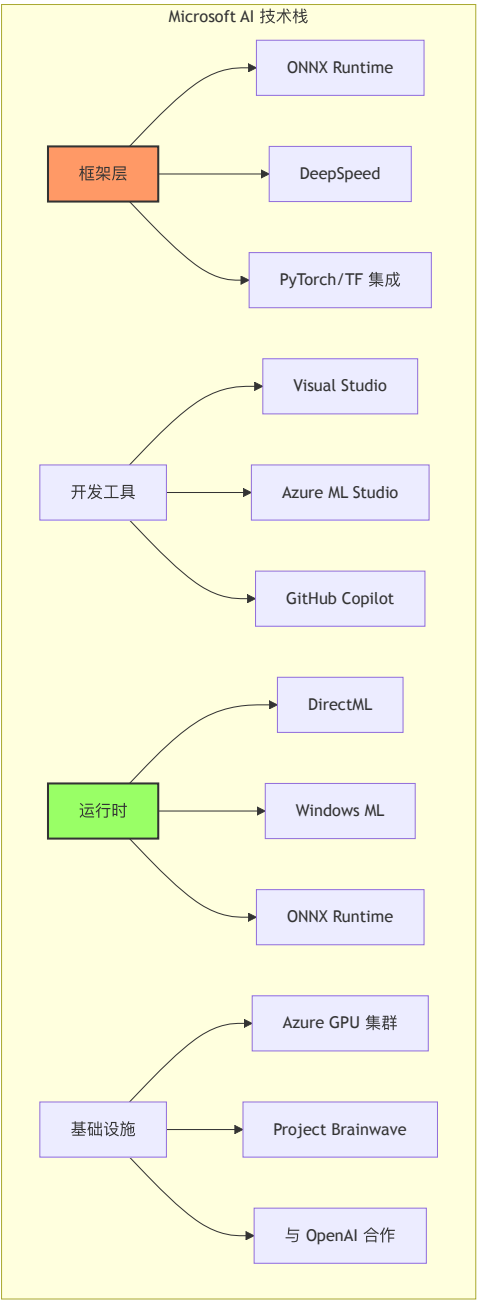 Microsoft AI 技术栈
框架层
ONNX Runtime
DeepSpeed
PyTorch/TF 集成
开发工具
Visual Studio
Azure ML Studio
GitHub Copilot
运行时
DirectML
Windows ML
ONNX Runtime
基础设施
Azure GPU 集群
Project Brainwave
与 OpenAI 合作